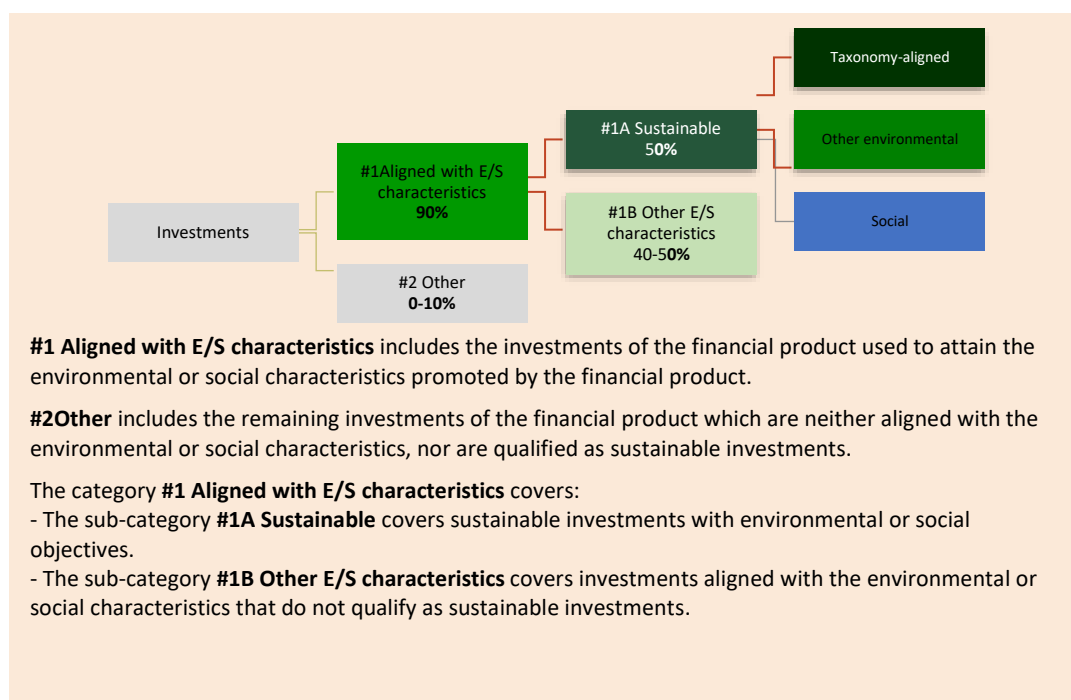 Taxonomy-aligned
#1A Sustainable
50%
Other environmental
#1Aligned with E/S
characteristics
90%
#1B Other E/S
characteristics
40-50%
Social
Investments
#2 Other
0-10%
#1 Aligned with E/S characteristics includes the investments of the financial product used to attain the
environmental or social characteristics promoted by the financial product.
#2Other includes the remaining investments of the financial product which are neither aligned with the
environmental or social characteristics, nor are qualified as sustainable investments.
The category #1 Aligned with E/S characteristics covers:
- The sub-category #1A Sustainable covers sustainable investments with environmental or social
objectives.
- The sub-category #1B Other E/S characteristics covers investments aligned with the environmental or
social characteristics that do not qualify as sustainable investments.